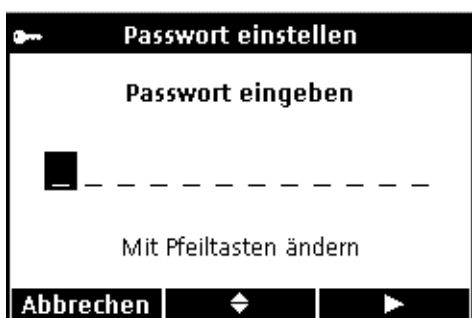 Passwort einstellen
Passwort eingeben
_ _ _ _ _ _ _ _ _ _ _ _
Mit Pfeiltasten ändern
Abbrechen